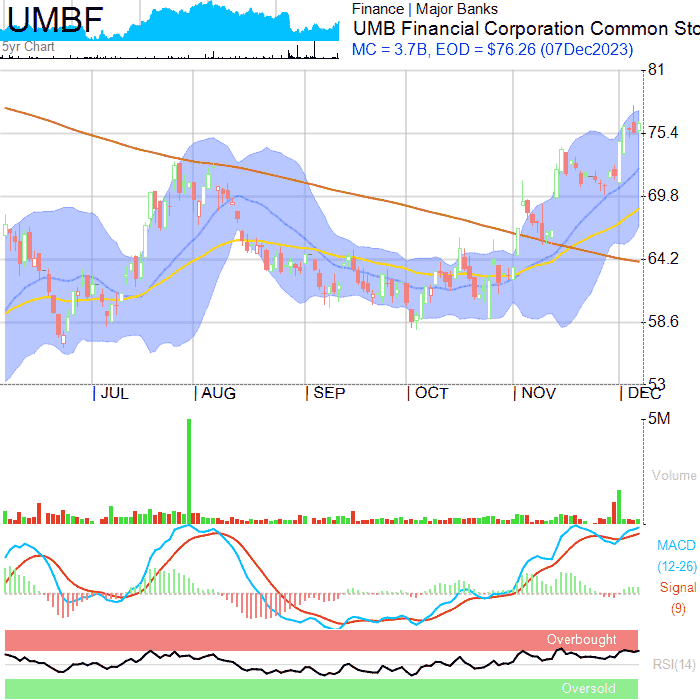 UMBF
5yr Chart
Finance | Major Banks
UMB Financial Corporation Common Sto
MC = 3.7B, EOD = $76.26 (07Dec2023)
81
75.4
69.8
64.2
58.6
53
JUL AUG SEP OCT NOV DEC
5M
Volume
MACD
(12-26)
Signal
(9)
Overbought
RSI(14)
Oversold